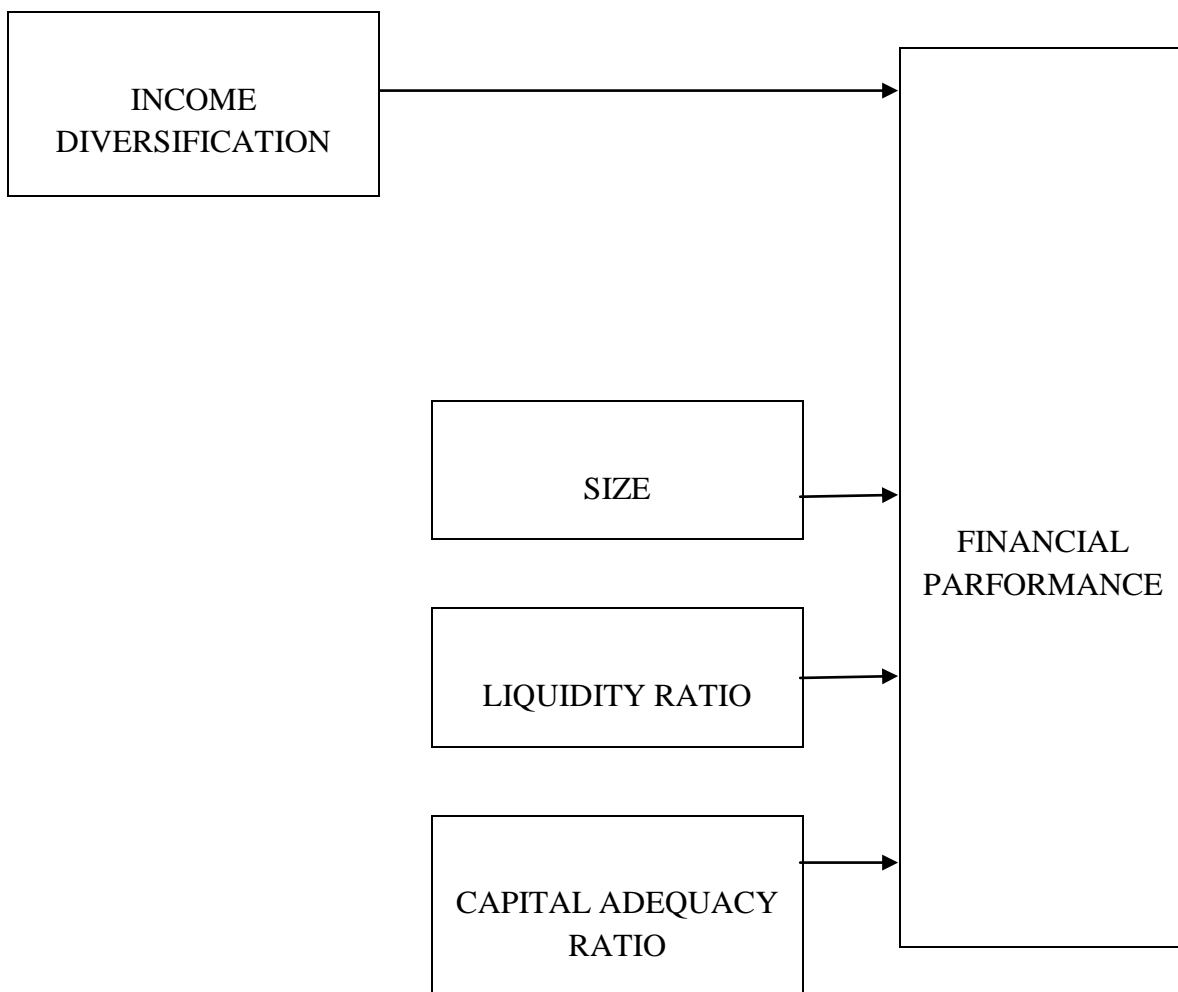 INCOME
DIVERSIFICATION
SIZE
FINANCIAL
PARFORMANCE
LIQUIDITY RATIO
CAPITAL ADEQUACY
RATIO